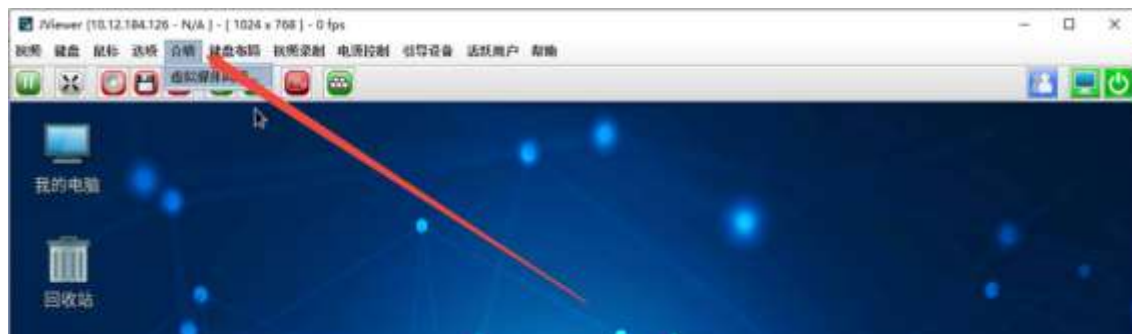 JViewer [10.12.184.126 - N/A ] - [ 1024 x 768 ] - 0 fps
视频 键盘 鼠标 选项 介质 键盘布局 视频录制 电源控制 引导设备 活跃用户 帮助
我的电脑
回收站